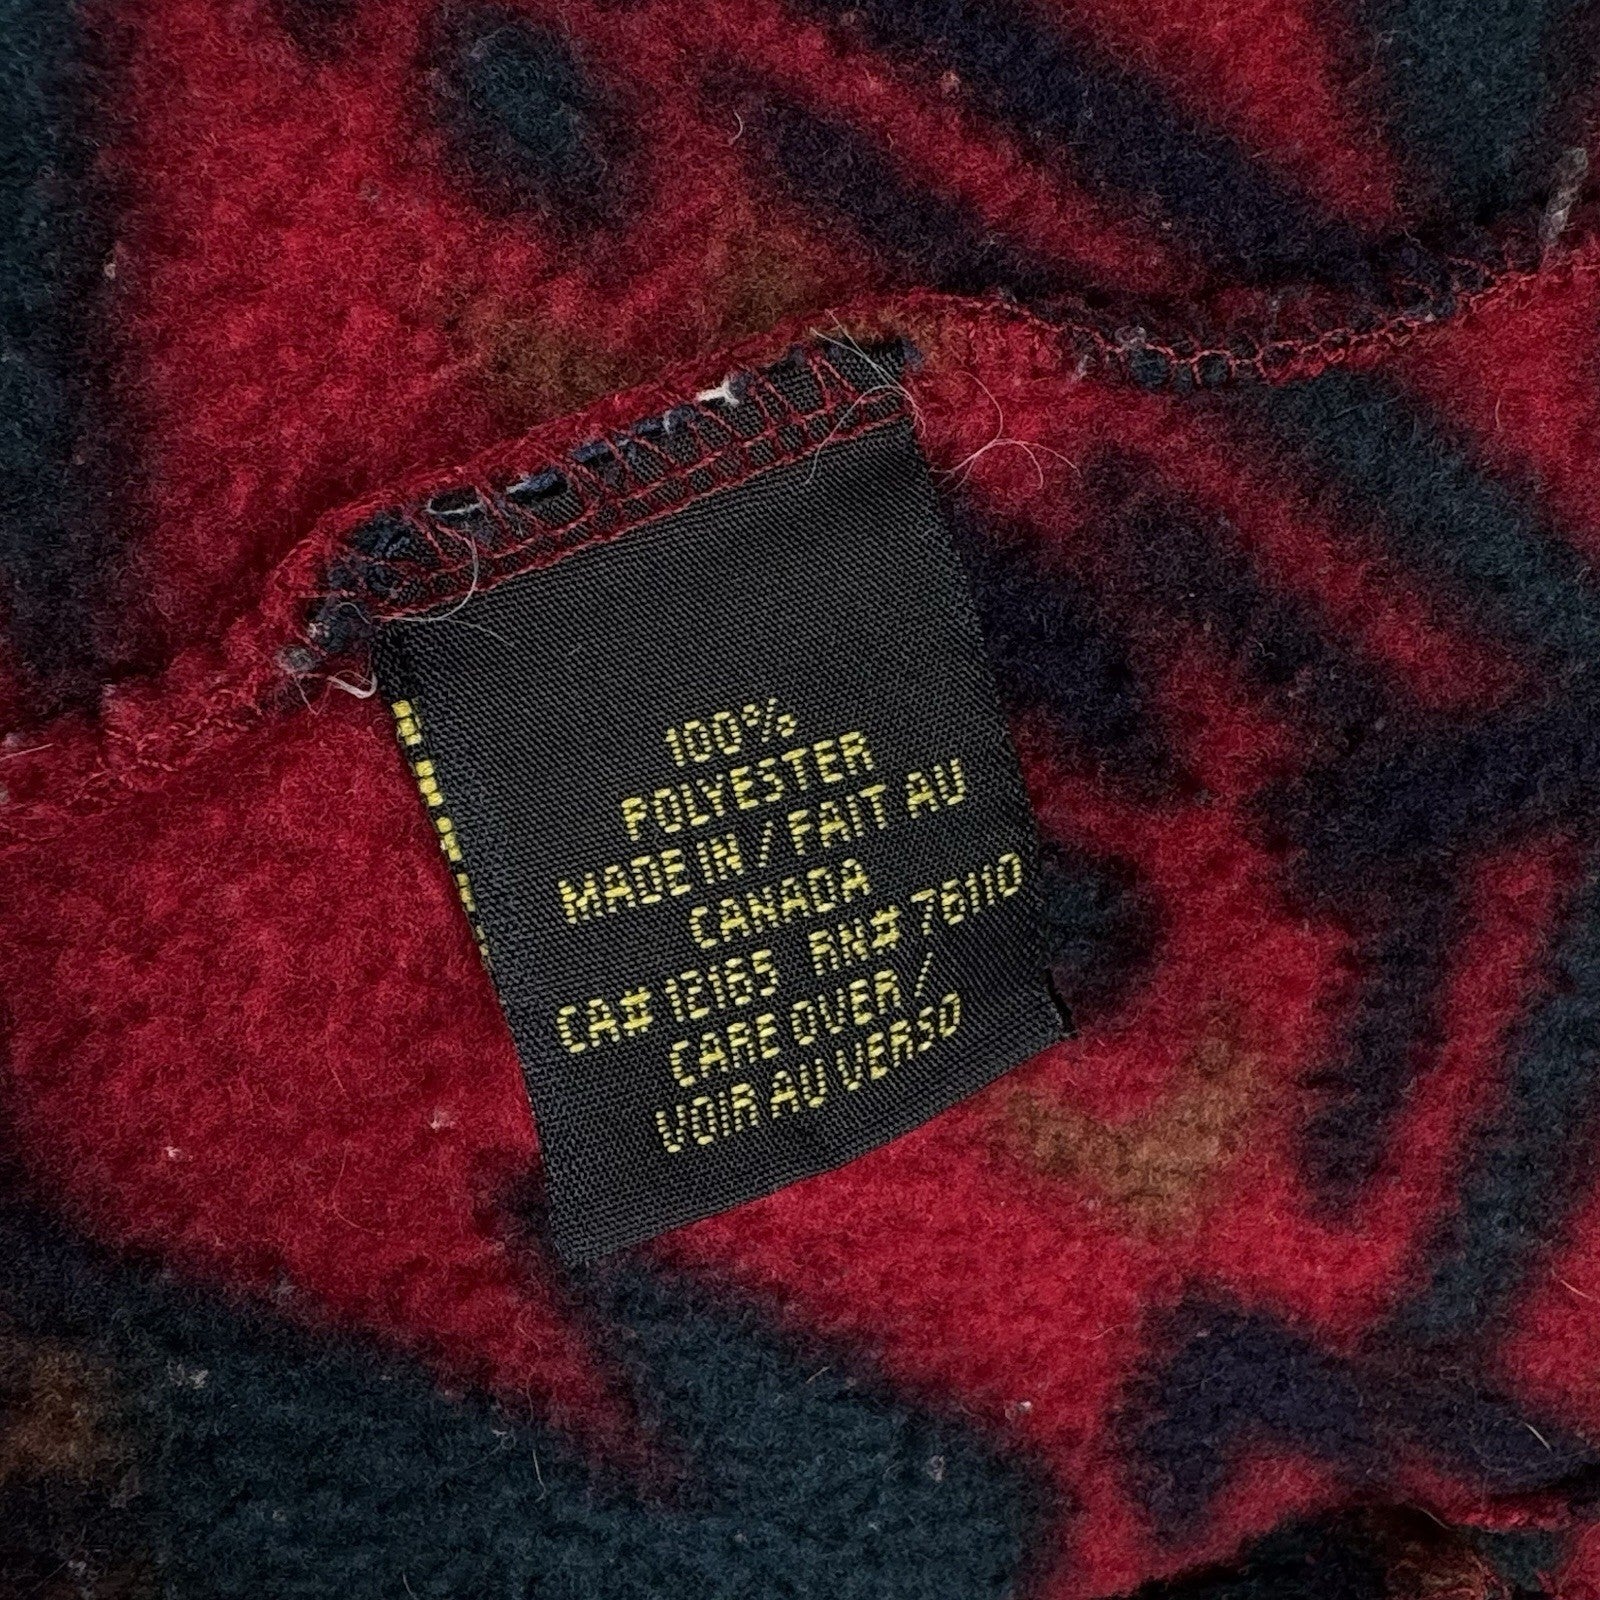 100%
POLYESTER
MADE IN / FAIT AU
CANADA
CA# 12165 RN# 76110
CARE OVER /
VOIR AU VERSO